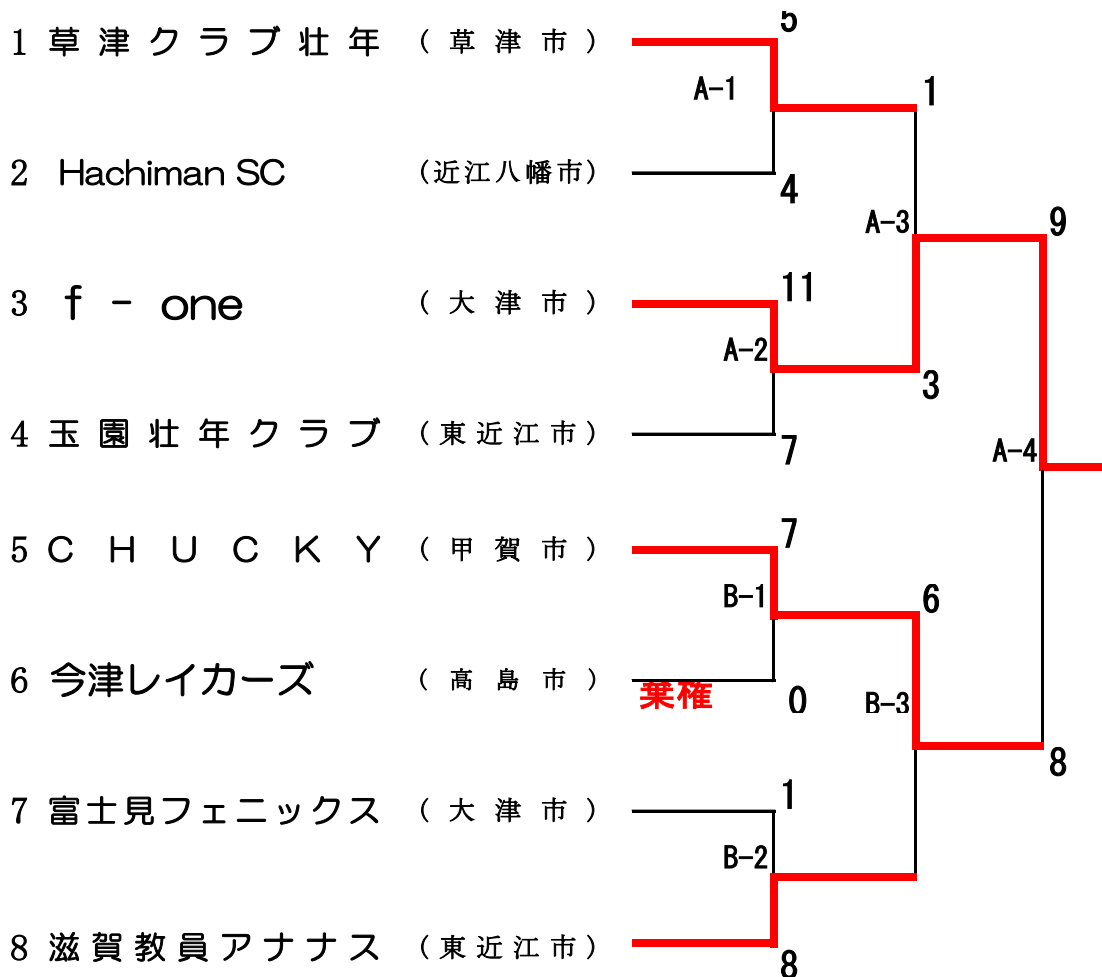 5
1 草津クラブ壮年 (草津市)
A-1
1
2 Hachiman SC (近江八幡市)
4
A-3
9
3 f - one (大津市)
11
A-2
3
4 玉園壮年クラブ (東近江市)
7
A-4
5 CHUCKY (甲賀市)
7
B-1
6
6 今津レイカーズ (高島市)
棄権
0
B-3
8
7 富士見フェニックス (大津市)
1
B-2
8 滋賀教員アナナス (東近江市)
8